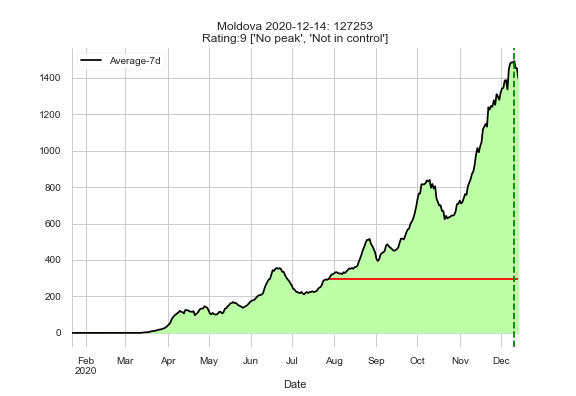 Moldova 2020-12-14: 127253
Rating:9 ['No peak', 'Not in control']
Average-7d
1400
1200
1000
800
600
400
200
0
Feb Mar Apr May Jun Jul Aug Sep Oct Nov Dec
2020
Date